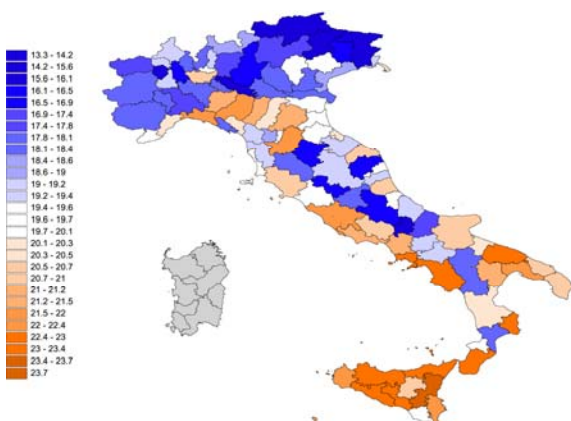 13.3 - 14.2
14.2 - 15.6
15.6 - 16.1
16.1 - 16.5
16.5 - 16.9
16.9 - 17.4
17.4 - 17.8
17.8 - 18.1
18.1 - 18.4
18.4 - 18.6
18.6 - 19
19 - 19.2
19.2 - 19.4
19.4 - 19.6
19.6 - 19.7
19.7 - 20.1
20.1 - 20.3
20.3 - 20.5
20.5 - 20.7
20.7 - 21
21 - 21.2
21.2 - 21.5
21.5 - 22
22 - 22.4
22.4 - 23
23 - 23.4
23.4 - 23.7
23.7